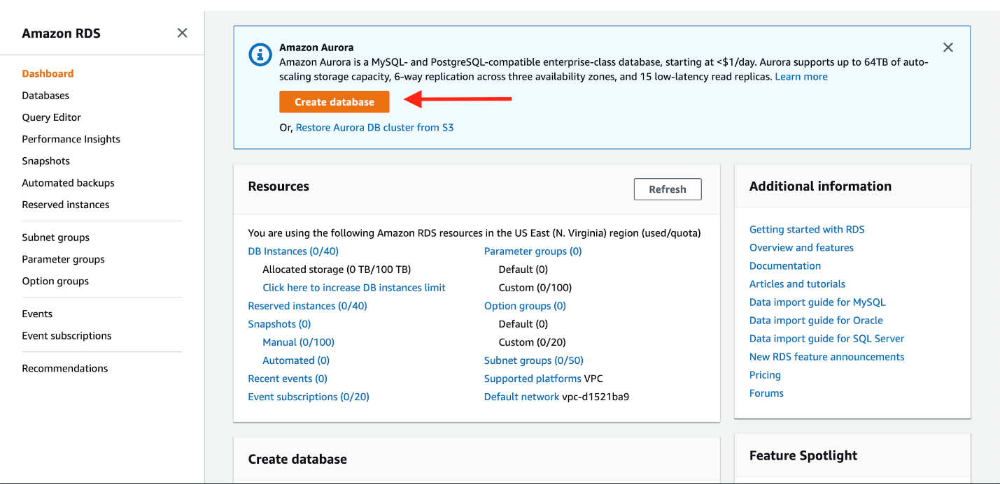 Amazon RDS
Dashboard
Databases
Query Editor
Performance Insights
Snapshots
Automated backups
Reserved instances
Subnet groups
Parameter groups
Option groups
Events
Event subscriptions
Recommendations
Amazon Aurora
Amazon Aurora is a MySQL- and PostgreSQL-compatible enterprise-class database, starting at <$1/day. Aurora supports up to 64TB of auto-
scaling storage capacity, 6-way replication across three availability zones, and 15 low-latency read replicas. Learn more
Create database
Or, Restore Aurora DB cluster from S3
Resources
Refresh
You are using the following Amazon RDS resources in the US East (N. Virginia) region (used/quota)
DB Instances (0/40)
Allocated storage (0 TB/100 TB)
Click here to increase DB instances limit
Reserved instances (0/40)
Snapshots (0)
Manual (0/100)
Automated (0)
Recent events (0)
Event subscriptions (0/20)
Parameter groups (0)
Default (0)
Custom (0/100)
Option groups (0)
Default (0)
Custom (0/20)
Subnet groups (0/50)
Supported platforms VPC
Default network vpc-d1521ba9
Additional information
Getting started with RDS
Overview and features
Documentation
Articles and tutorials
Data import guide for MySQL
Data import guide for Oracle
Data import guide for SQL Server
New RDS feature announcements
Pricing
Forums
Create database
Feature Spotlight